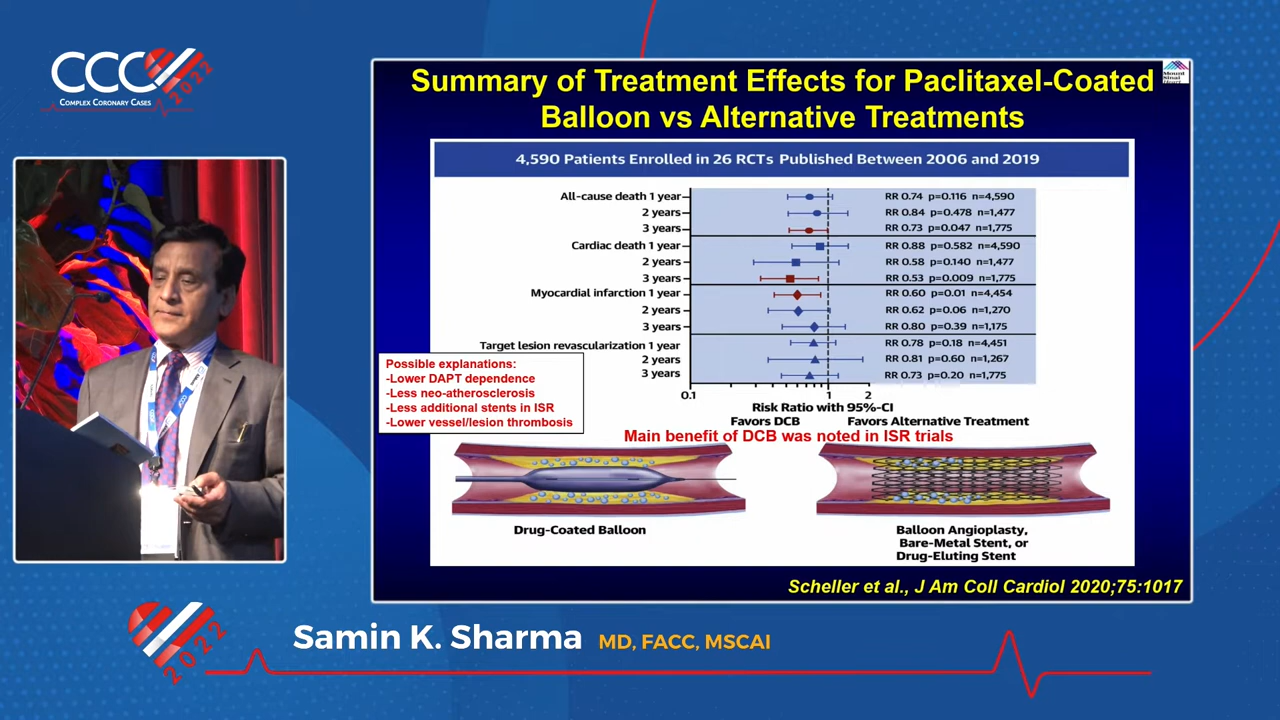 CCC 2022
COMPLEX CORONARY CASES
Summary of Treatment Effects for Paclitaxel-Coated
Balloon vs Alternative Treatments
Mount
Sinai
Heart
4,590 Patients Enrolled in 26 RCTs Published Between 2006 and 2019
All-cause death 1 year RR 0.74 p=0.116 n=4,590
2 years RR 0.84 p=0.478 n=1,477
3 years RR 0.73 p=0.047 n=1,775
Cardiac death 1 year RR 0.88 p=0.582 n=4,590
2 years RR 0.58 p=0.140 n=1,477
3 years RR 0.53 p=0.009 n=1,775
Myocardial infarction 1 year RR 0.60 p=0.01 n=4,454
2 years RR 0.62 p=0.06 n=1,270
3 years RR 0.80 p=0.39 n=1,175
Target lesion revascularization 1 year RR 0.78 p=0.18 n=4,451
2 years RR 0.81 p=0.60 n=1,267
3 years RR 0.73 p=0.20 n=1,775
0.1 1 2
Risk Ratio with 95%-CI
Favors DCB Favors Alternative Treatment
Possible explanations:
-Lower DAPT dependence
-Less neo-atherosclerosis
-Less additional stents in ISR
-Lower vessel/lesion thrombosis
Main benefit of DCB was noted in ISR trials
Drug-Coated Balloon
Balloon Angioplasty,
Bare-Metal Stent, or
Drug-Eluting Stent
Scheller et al., J Am Coll Cardiol 2020;75:1017
2022
Samin K. Sharma MD, FACC, MSCAI